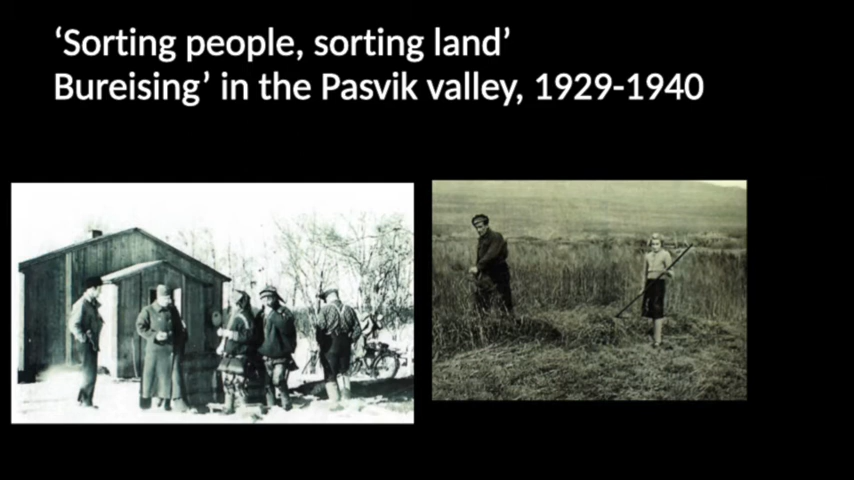 ‘Sorting people, sorting land’
Bureising’ in the Pasvik valley, 1929-1940